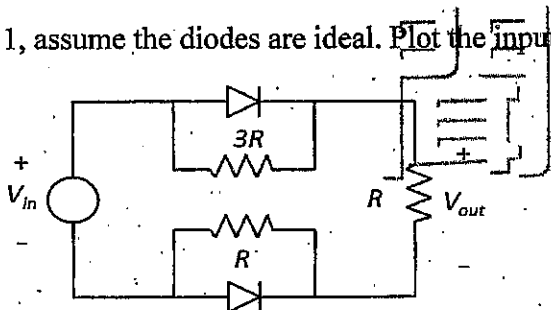 1, assume the diodes are ideal. Plot the inpu
3R
+
V_in
R
V_out
+
−
R
−